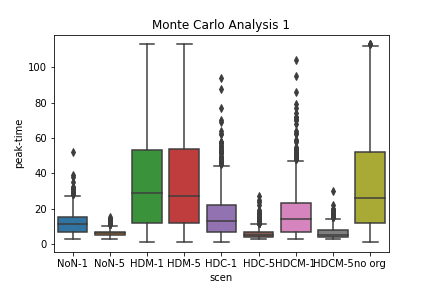 Monte Carlo Analysis 1
peak-time
100
80
60
40
20
0
NoN-1 NoN-5 HDM-1 HDM-5 HDC-1 HDC-5 HDCM-1 HDCM-5 no org
scen